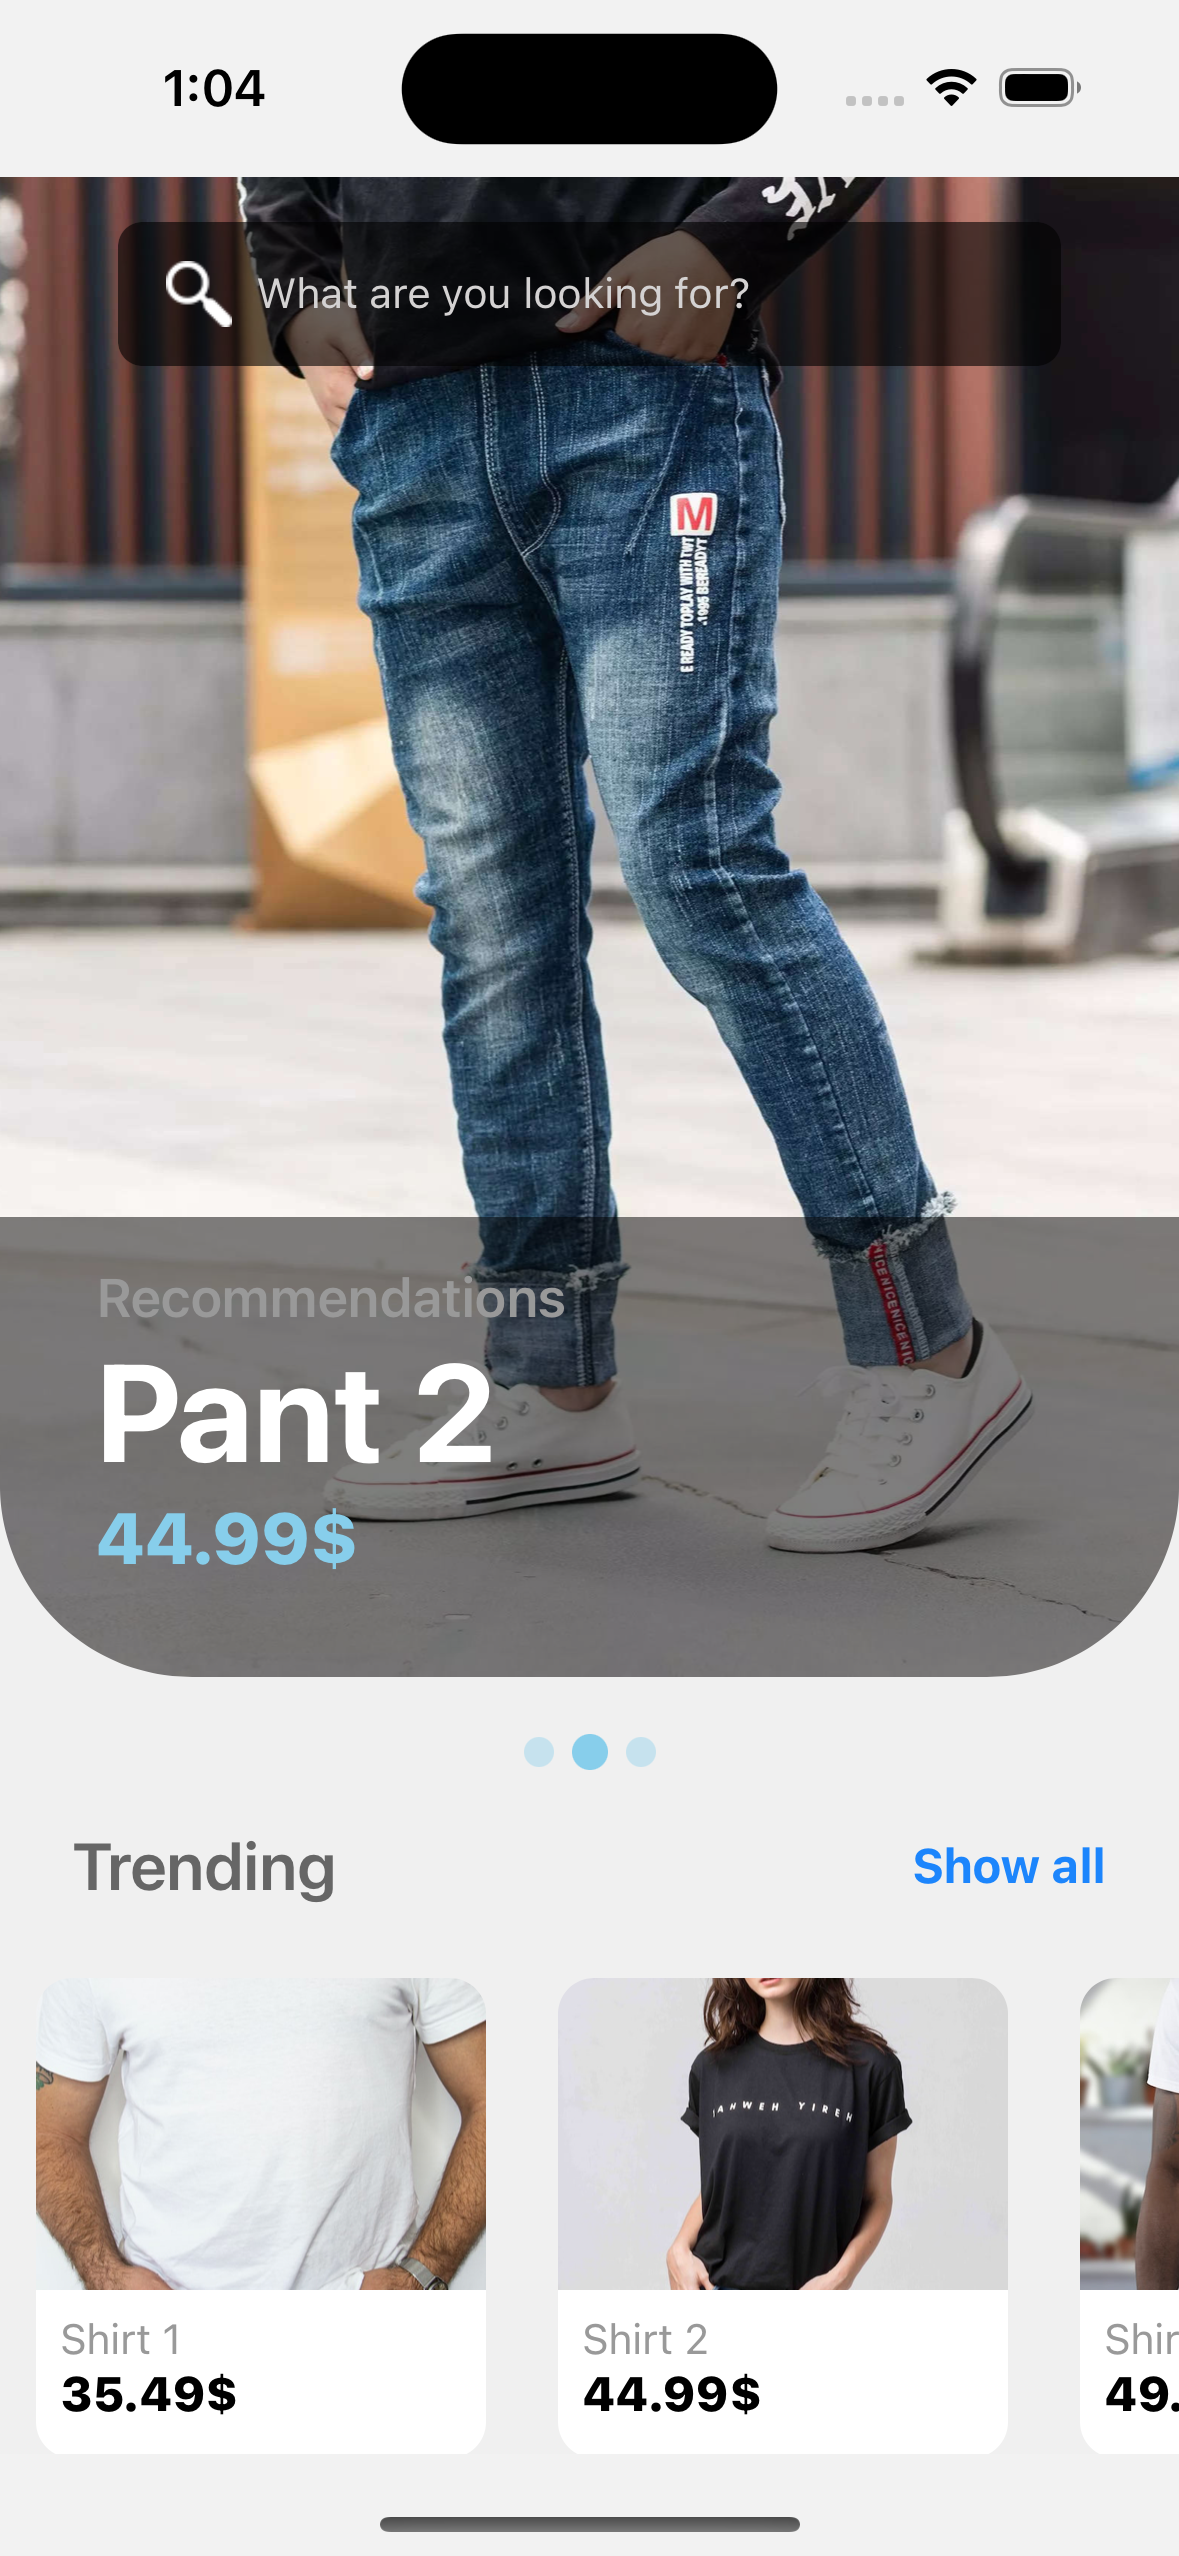 1:04
What are you looking for?
M
E READY TOPLAY WITH TWT
.1995 BEREADYT
NICENICENICENIC
Recommendations
Pant 2
44.99$
Trending
Show all
JAHWEH YIREH
Shirt 1
35.49$
Shirt 2
44.99$
Shir
49.